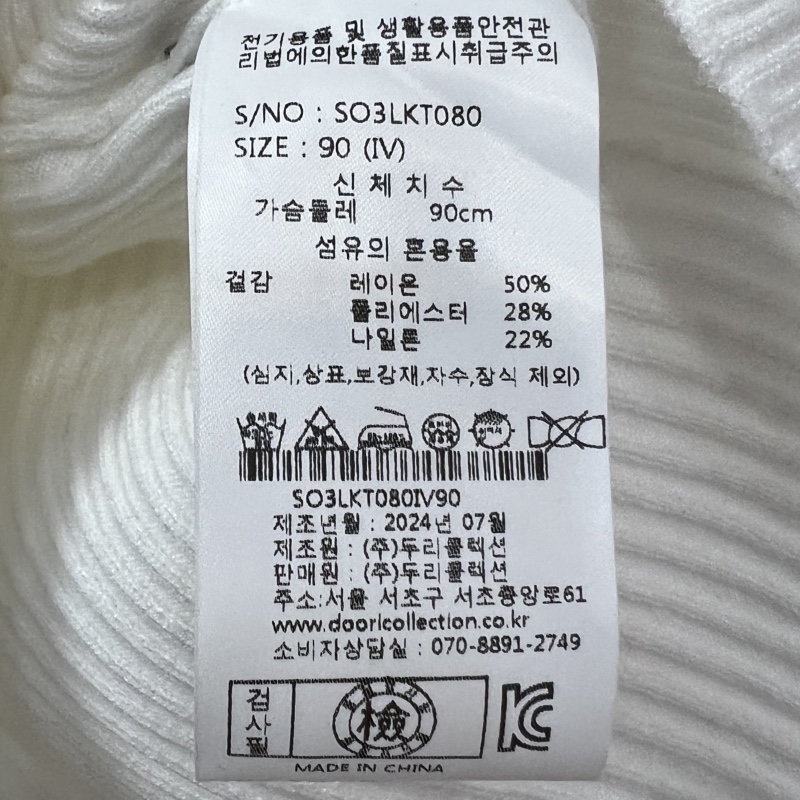 전기용품 및 생활용품안전관
리법에의한품질표시취급주의
S/NO : SO3LKT080
SIZE : 90 (IV)
신체치수
가슴둘레 90cm
섬유의 혼용율
겉감 레이온 50%
폴리에스터 28%
나일론 22%
(심지,상표,보강재,자수,장식 제외)
SO3LKT080IV90
제조년월 : 2024년 07월
제조원 : (주)두리콜렉션
판매원 : (주)두리콜렉션
주소:서울 서초구 서초중앙로61
www.dooricollection.co.kr
소비자상담실 : 070-8891-2749
검사필 檢
KC
MADE IN CHINA